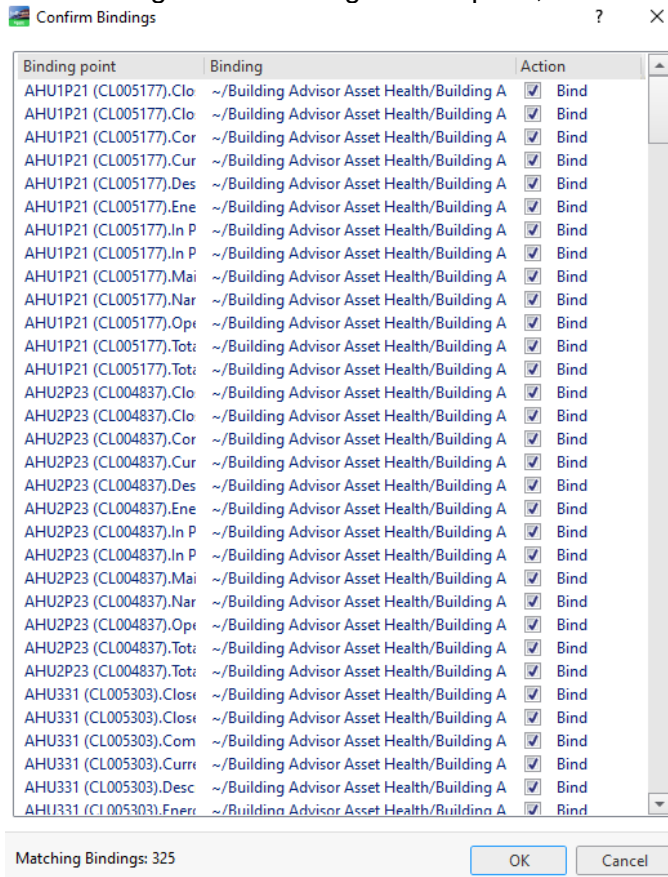 Confirm Bindings ? ×
Binding point Binding Action
AHU1P21 (CL005177).Clo ~/Building Advisor Asset Health/Building A Bind
AHU1P21 (CL005177).Clo ~/Building Advisor Asset Health/Building A Bind
AHU1P21 (CL005177).Cor ~/Building Advisor Asset Health/Building A Bind
AHU1P21 (CL005177).Cur ~/Building Advisor Asset Health/Building A Bind
AHU1P21 (CL005177).Des ~/Building Advisor Asset Health/Building A Bind
AHU1P21 (CL005177).Ene ~/Building Advisor Asset Health/Building A Bind
AHU1P21 (CL005177).In P ~/Building Advisor Asset Health/Building A Bind
AHU1P21 (CL005177).In P ~/Building Advisor Asset Health/Building A Bind
AHU1P21 (CL005177).Mai ~/Building Advisor Asset Health/Building A Bind
AHU1P21 (CL005177).Nar ~/Building Advisor Asset Health/Building A Bind
AHU1P21 (CL005177).Ope ~/Building Advisor Asset Health/Building A Bind
AHU1P21 (CL005177).Tota ~/Building Advisor Asset Health/Building A Bind
AHU1P21 (CL005177).Tota ~/Building Advisor Asset Health/Building A Bind
AHU2P23 (CL004837).Clo ~/Building Advisor Asset Health/Building A Bind
AHU2P23 (CL004837).Clo ~/Building Advisor Asset Health/Building A Bind
AHU2P23 (CL004837).Cor ~/Building Advisor Asset Health/Building A Bind
AHU2P23 (CL004837).Cur ~/Building Advisor Asset Health/Building A Bind
AHU2P23 (CL004837).Des ~/Building Advisor Asset Health/Building A Bind
AHU2P23 (CL004837).Ene ~/Building Advisor Asset Health/Building A Bind
AHU2P23 (CL004837).In P ~/Building Advisor Asset Health/Building A Bind
AHU2P23 (CL004837).In P ~/Building Advisor Asset Health/Building A Bind
AHU2P23 (CL004837).Mai ~/Building Advisor Asset Health/Building A Bind
AHU2P23 (CL004837).Nar ~/Building Advisor Asset Health/Building A Bind
AHU2P23 (CL004837).Ope ~/Building Advisor Asset Health/Building A Bind
AHU2P23 (CL004837).Tota ~/Building Advisor Asset Health/Building A Bind
AHU2P23 (CL004837).Tota ~/Building Advisor Asset Health/Building A Bind
AHU331 (CL005303).Close ~/Building Advisor Asset Health/Building A Bind
AHU331 (CL005303).Close ~/Building Advisor Asset Health/Building A Bind
AHU331 (CL005303).Com ~/Building Advisor Asset Health/Building A Bind
AHU331 (CL005303).Curre ~/Building Advisor Asset Health/Building A Bind
AHU331 (CL005303).Desc ~/Building Advisor Asset Health/Building A Bind
AHU331 (CL005303).Energ ~/Building Advisor Asset Health/Building A Bind
Matching Bindings: 325 OK Cancel